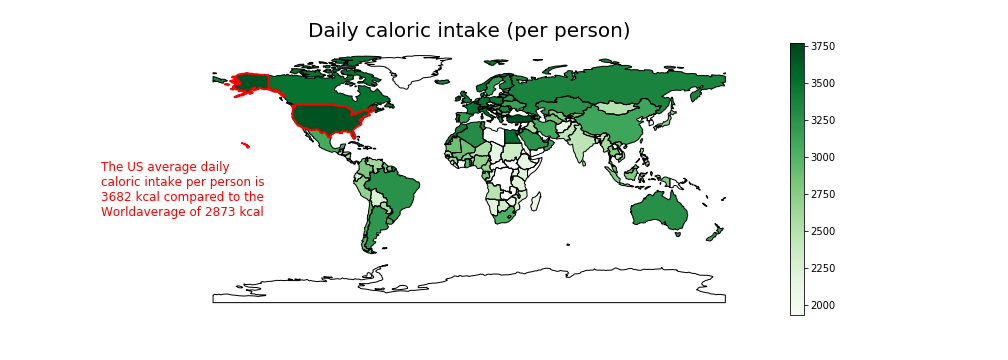 Daily caloric intake (per person)
The US average daily
caloric intake per person is
3682 kcal compared to the
Worldaverage of 2873 kcal
3750
3500
3250
3000
2750
2500
2250
2000